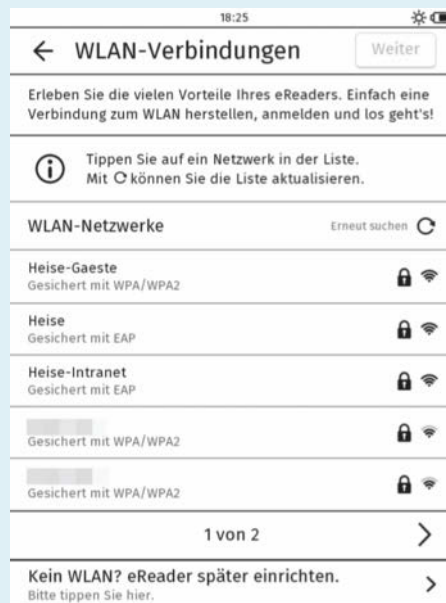 18:25
WLAN-Verbindungen
Weiter
Erleben Sie die vielen Vorteile Ihres eReaders. Einfach eine
Verbindung zum WLAN herstellen, anmelden und los geht's!
Tippen Sie auf ein Netzwerk in der Liste.
Mit können Sie die Liste aktualisieren.
WLAN-Netzwerke
Erneut suchen
Heise-Gaeste
Gesichert mit WPA/WPA2
Heise
Gesichert mit EAP
Heise-Intranet
Gesichert mit EAP
Gesichert mit WPA/WPA2
Gesichert mit WPA/WPA2
1 von 2
Kein WLAN? eReader später einrichten.
Bitte tippen Sie hier.